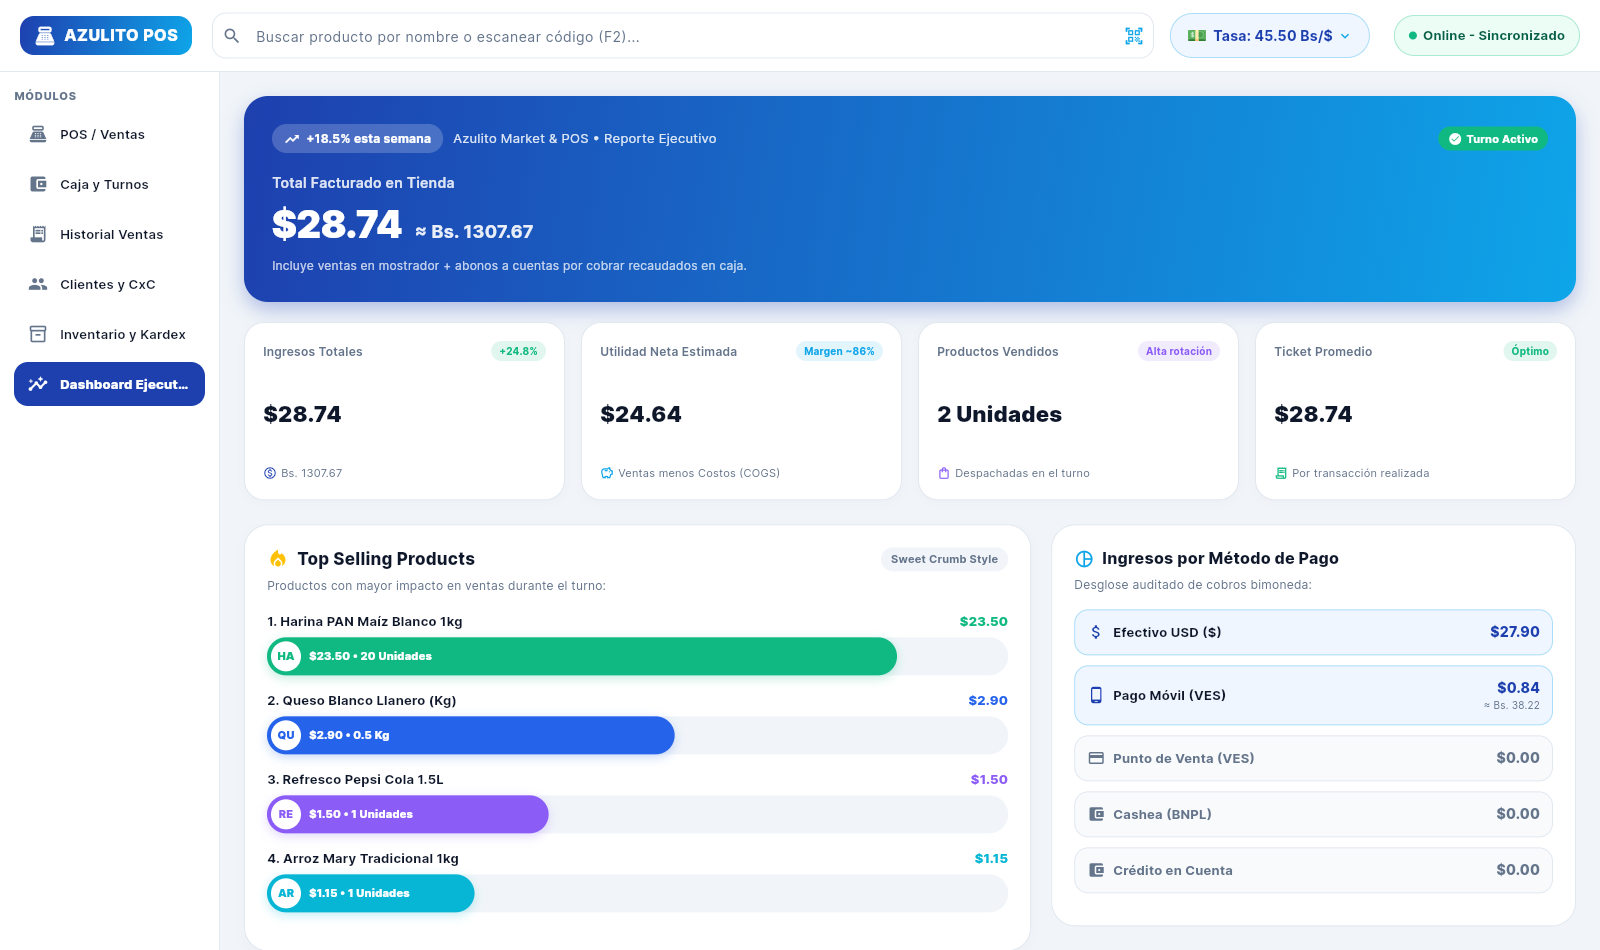 AZULITO POS
Buscar producto por nombre o escanear código (F2)...
Tasa: 45.50 Bs/$
Online - Sincronizado
MÓDULOS
POS / Ventas
Caja y Turnos
Historial Ventas
Clientes y CxC
Inventario y Kardex
Dashboard Ejecut...
+18.5% esta semana
Azulito Market & POS • Reporte Ejecutivo
Turno Activo
Total Facturado en Tienda
$28.74 ≈ Bs. 1307.67
Incluye ventas en mostrador + abonos a cuentas por cobrar recaudados en caja.
Ingresos Totales
+24.8%
$28.74
Bs. 1307.67
Utilidad Neta Estimada
Margen ~86%
$24.64
Ventas menos Costos (COGS)
Productos Vendidos
Alta rotación
2 Unidades
Despachadas en el turno
Ticket Promedio
Óptimo
$28.74
Por transacción realizada
Top Selling Products
Sweet Crumb Style
Productos con mayor impacto en ventas durante el turno:
1. Harina PAN Maíz Blanco 1kg
$23.50
HA
$23.50 • 20 Unidades
2. Queso Blanco Llanero (Kg)
$2.90
QU
$2.90 • 0.5 Kg
3. Refresco Pepsi Cola 1.5L
$1.50
RE
$1.50 • 1 Unidades
4. Arroz Mary Tradicional 1kg
$1.15
AR
$1.15 • 1 Unidades
Ingresos por Método de Pago
Desglose auditado de cobros bimoneda:
Efectivo USD ($)
$27.90
Pago Móvil (VES)
$0.84
≈ Bs. 38.22
Punto de Venta (VES)
$0.00
Cashea (BNPL)
$0.00
Crédito en Cuenta
$0.00